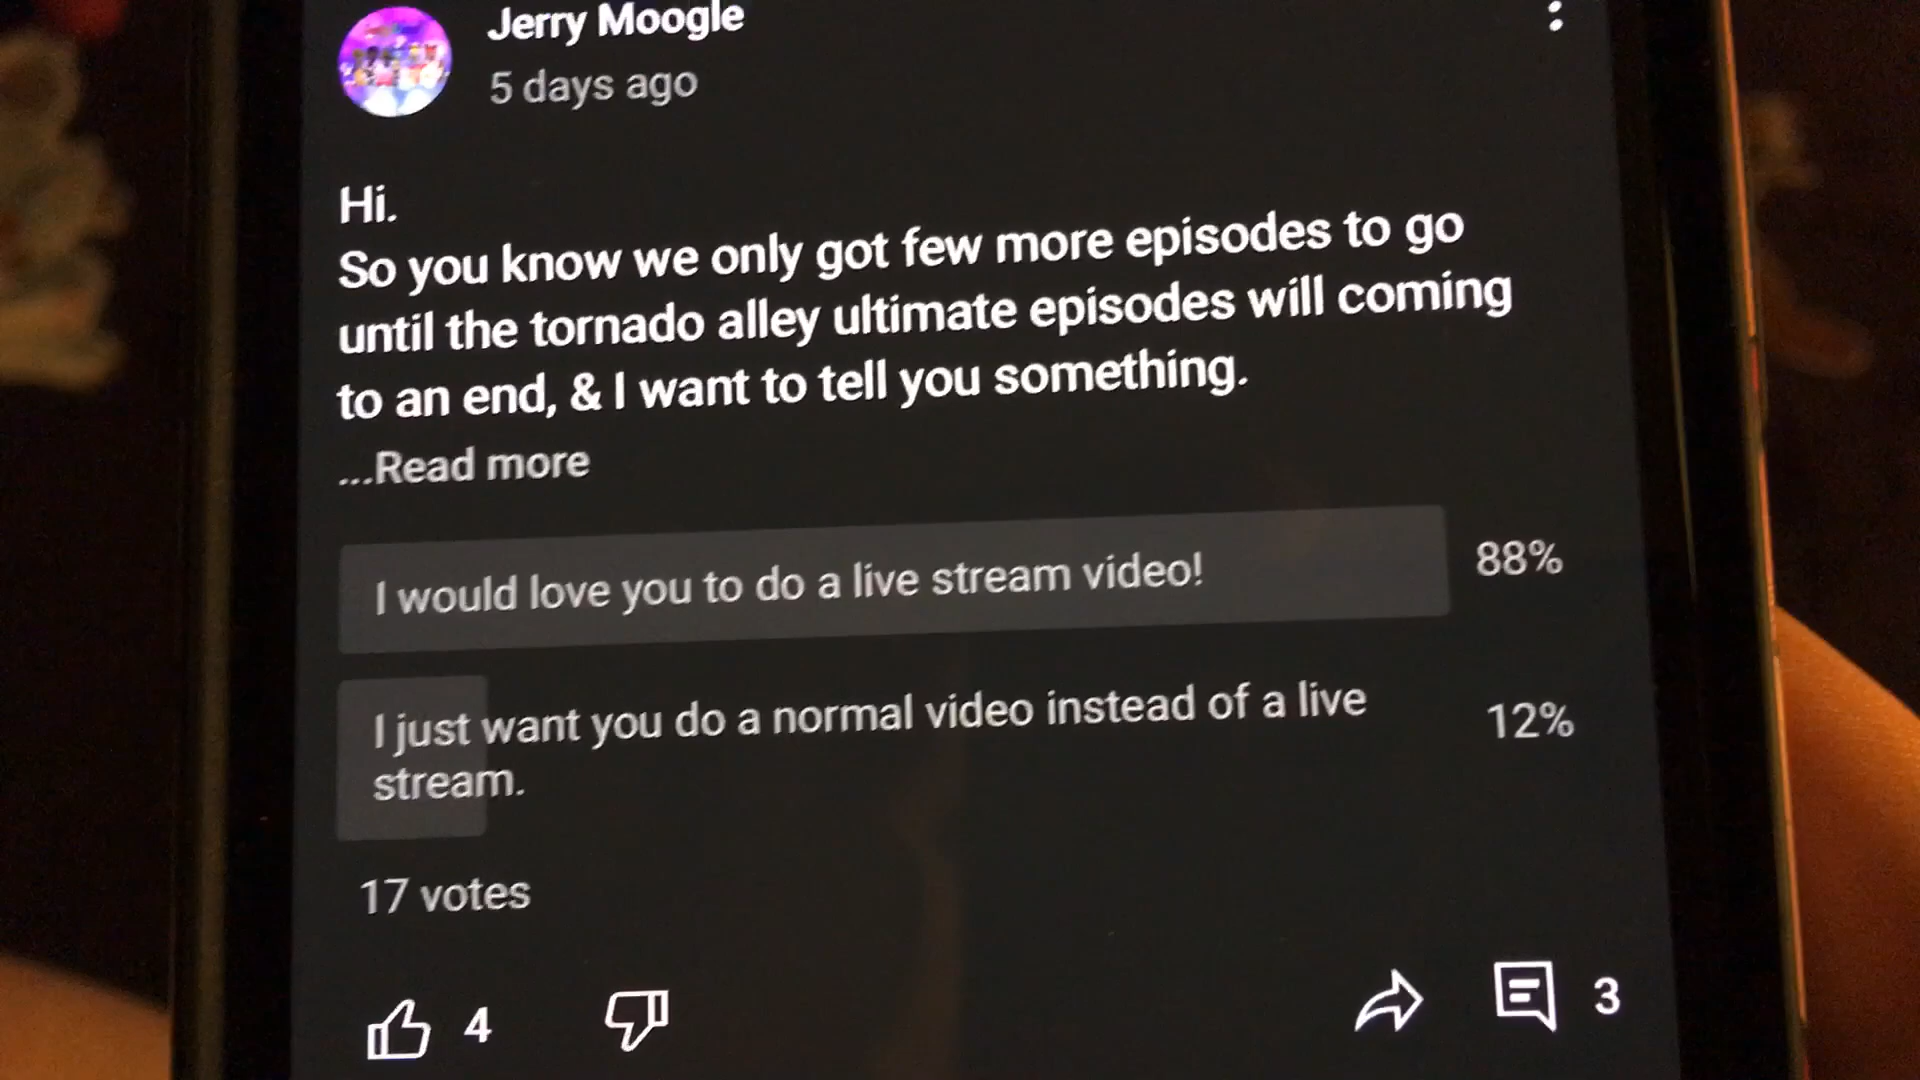 Jerry Moogle
5 days ago
Hi.
So you know we only got few more episodes to go
until the tornado alley ultimate episodes will coming
to an end, & I want to tell you something.
...Read more
I would love you to do a live stream video!
88%
I just want you do a normal video instead of a live
stream.
12%
17 votes
4
3